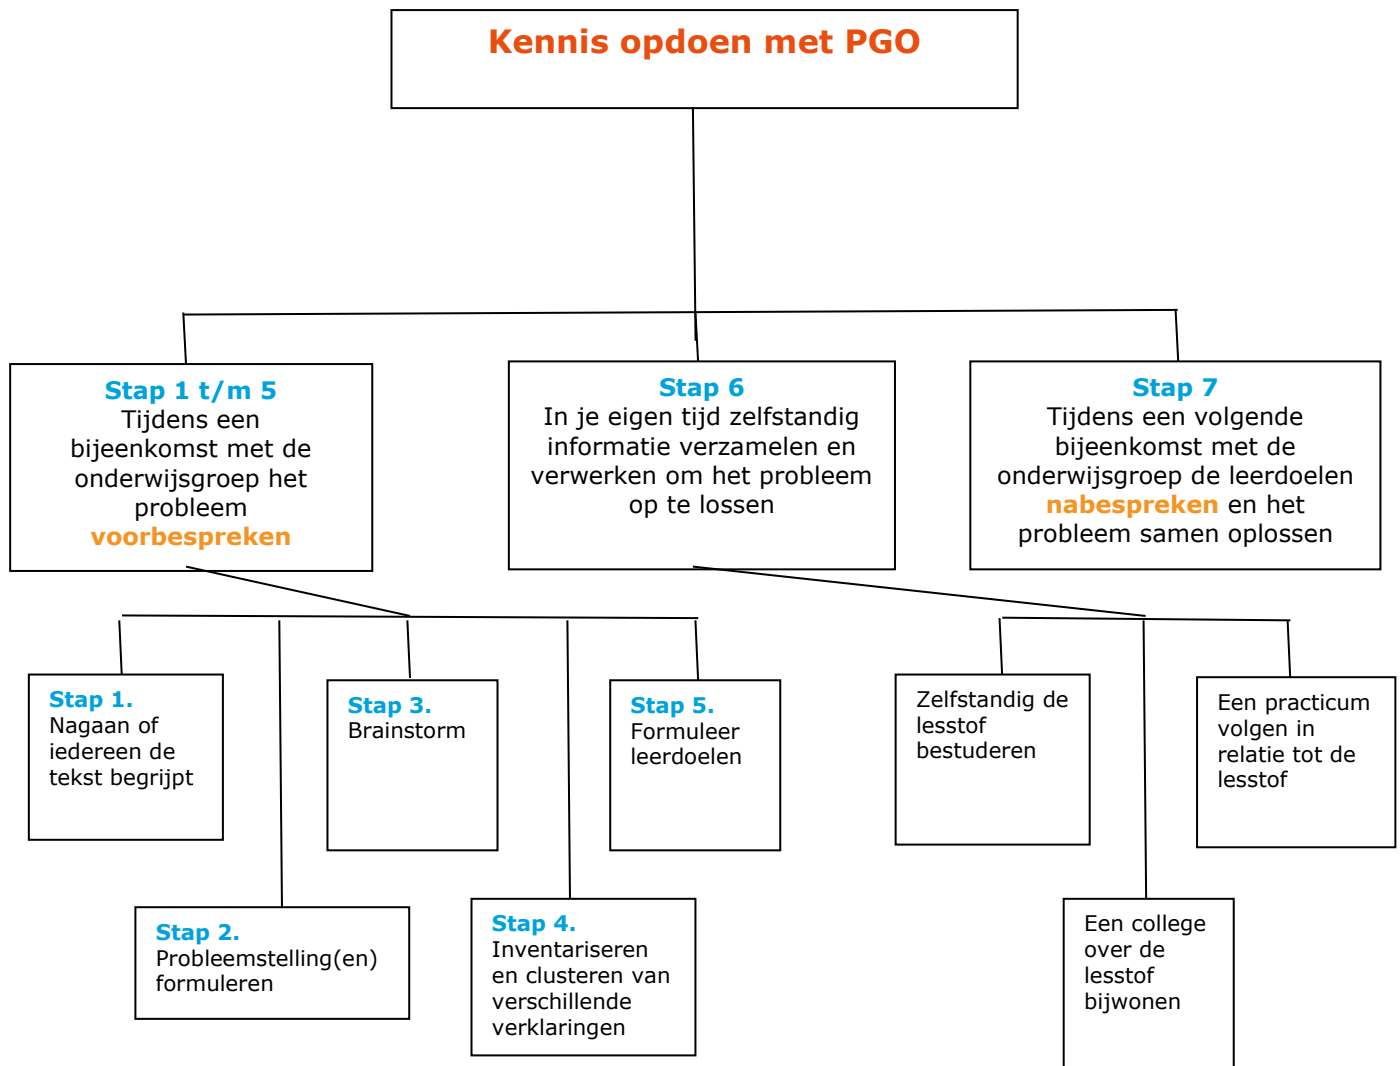 Kennis opdoen met PGO
Stap 1 t/m 5
Tijdens een
bijeenkomst met de
onderwijsgroep het
probleem
voorbespreken
Stap 6
In je eigen tijd zelfstandig
informatie verzamelen en
verwerken om het probleem
op te lossen
Stap 7
Tijdens een volgende
bijeenkomst met de
onderwijsgroep de leerdoelen
nabespreken en het
probleem samen oplossen
Stap 1.
Nagaan of
iedereen de
tekst begrijpt
Stap 2.
Probleemstelling(en)
formuleren
Stap 3.
Brainstorm
Stap 4.
Inventariseren
en clusteren van
verschillende
verklaringen
Stap 5.
Formuleer
leerdoelen
Zelfstandig de
lesstof
bestuderen
Een college
over de
lesstof
bijwonen
Een practicum
volgen in
relatie tot de
lesstof